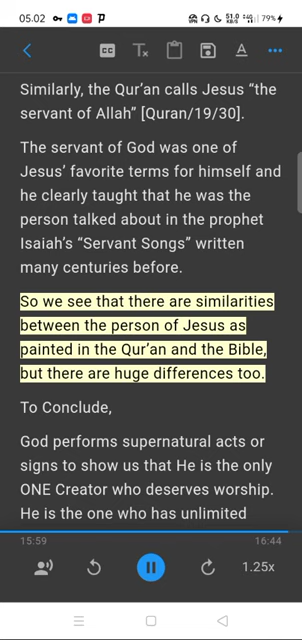 05.02
51.0
KB/S
79%
CC
A
Similarly, the Qur’an calls Jesus “the
servant of Allah” [Quran/19/30].
The servant of God was one of
Jesus’ favorite terms for himself and
he clearly taught that he was the
person talked about in the prophet
Isaiah’s “Servant Songs” written
many centuries before.
So we see that there are similarities
between the person of Jesus as
painted in the Qur’an and the Bible,
but there are huge differences too.
To Conclude,
God performs supernatural acts or
signs to show us that He is the only
ONE Creator who deserves worship.
He is the one who has unlimited
15:59 16:44
1.25x